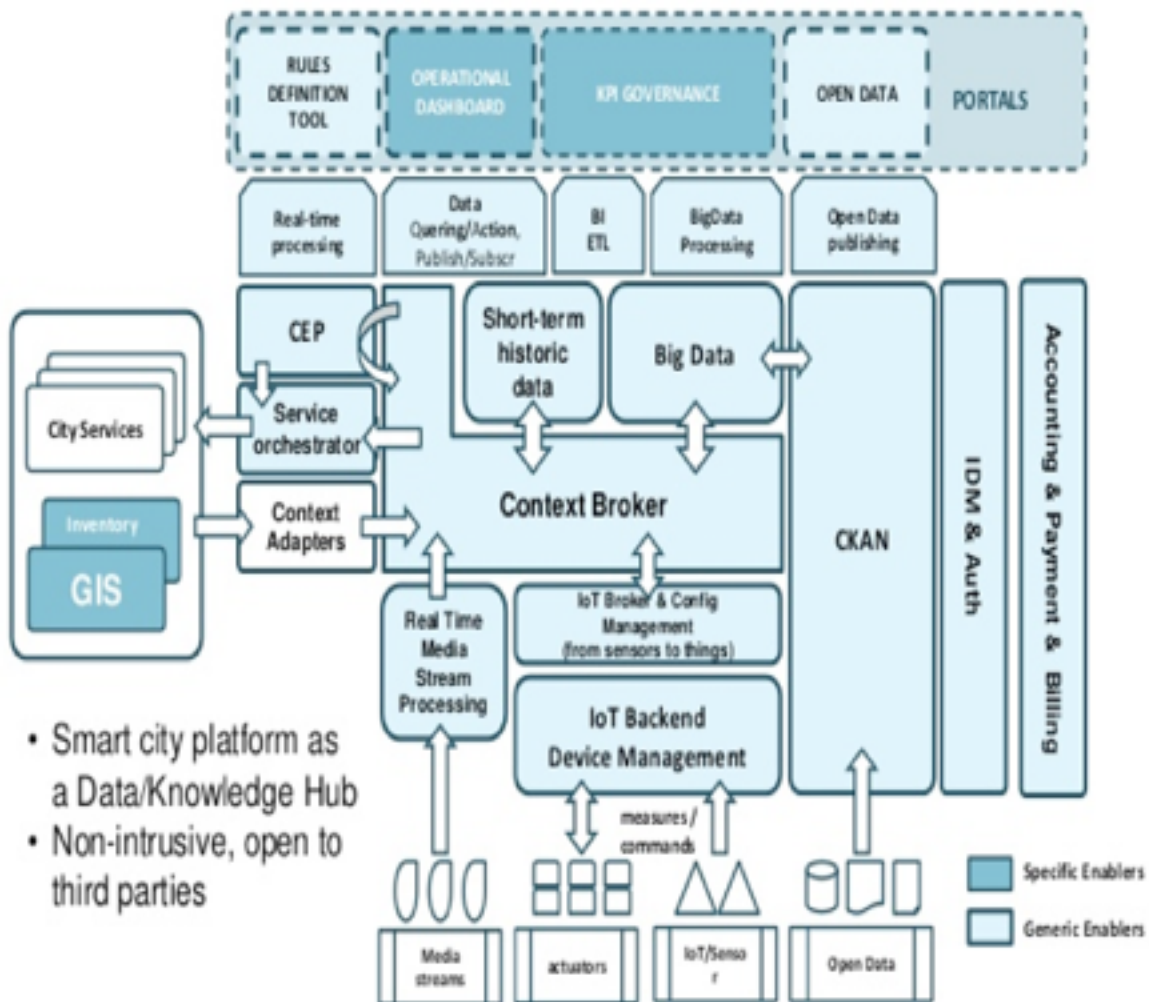 RULES
DEFINITION
TOOL
OPERATIONAL
DASHBOARD
KPI GOVERNANCE
OPEN DATA
PORTALS
Real-time
processing
Data
Quering/Action,
Publish/Subscr
BI
ETL
BigData
Processing
Open Data
publishing
CEP
Short-term
historic
data
Big Data
City Services
Service
orchestrator
Context Broker
Inventory
GIS
Context
Adapters
CKAN
IDM & Auth
Accounting & Payment & Billing
Real Time
Media
Stream
Processing
IoT Broker & Config
Management
(from sensors to things)
IoT Backend
Device Management
• Smart city platform as
a Data/Knowledge Hub
• Non-intrusive, open to
third parties
measures /
commands
Specific Enablers
Generic Enablers
Media
streams
actuators
IoT/Senso
r
Open Data